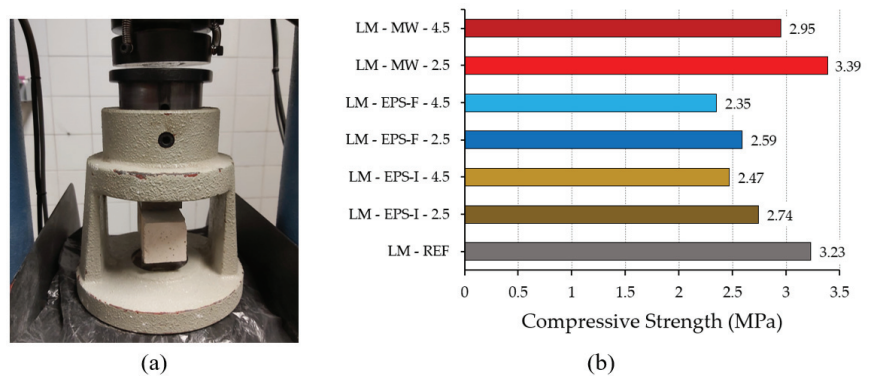 LM - MW - 4.5
2.95
LM - MW - 2.5
3.39
LM - EPS-F - 4.5
2.35
LM - EPS-F - 2.5
2.59
LM - EPS-I - 4.5
2.47
LM - EPS-I - 2.5
2.74
LM - REF
3.23
0 0.5 1 1.5 2 2.5 3 3.5
Compressive Strength (MPa)
(a) (b)